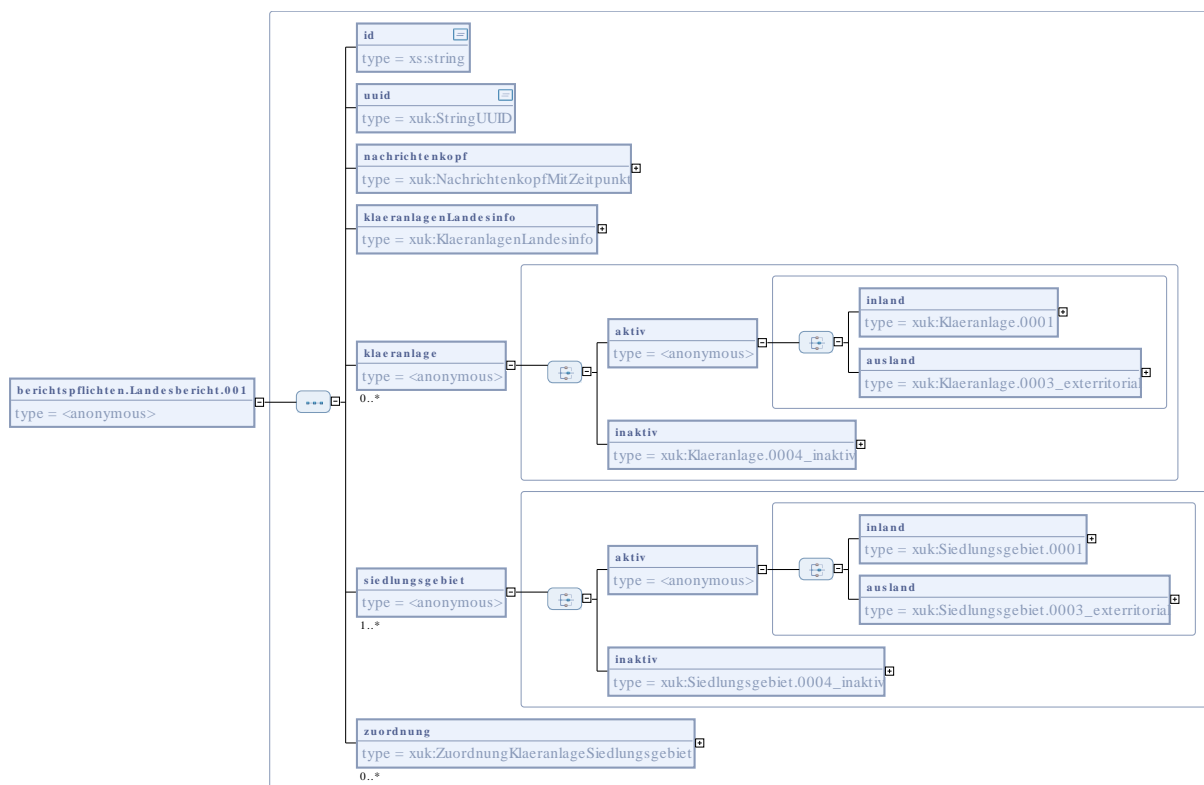 id
type = xs:string
uuid
type = xuk:StringUUID
nachrichtenkopf
type = xuk:NachrichtenkopfMitZeitpunkt
klaeranlagenLandesinfo
type = xuk:KlaeranlagenLandesinfo
inland
type = xuk:Klaeranlage.0001
aktiv
type = <anonymous>
klaeranlage
type = <anonymous>
0..*
ausland
type = xuk:Klaeranlage.0003_exterritorial
berichtspflichten.Landesbericht.001
type = <anonymous>
inaktiv
type = xuk:Klaeranlage.0004_inaktiv
inland
type = xuk:Siedlungsgebiet.0001
aktiv
type = <anonymous>
siedlungsgebiet
type = <anonymous>
1..*
ausland
type = xuk:Siedlungsgebiet.0003_exterritorial
inaktiv
type = xuk:Siedlungsgebiet.0004_inaktiv
zuordnung
type = xuk:ZuordnungKlaeranlageSiedlungsgebiet
0..*